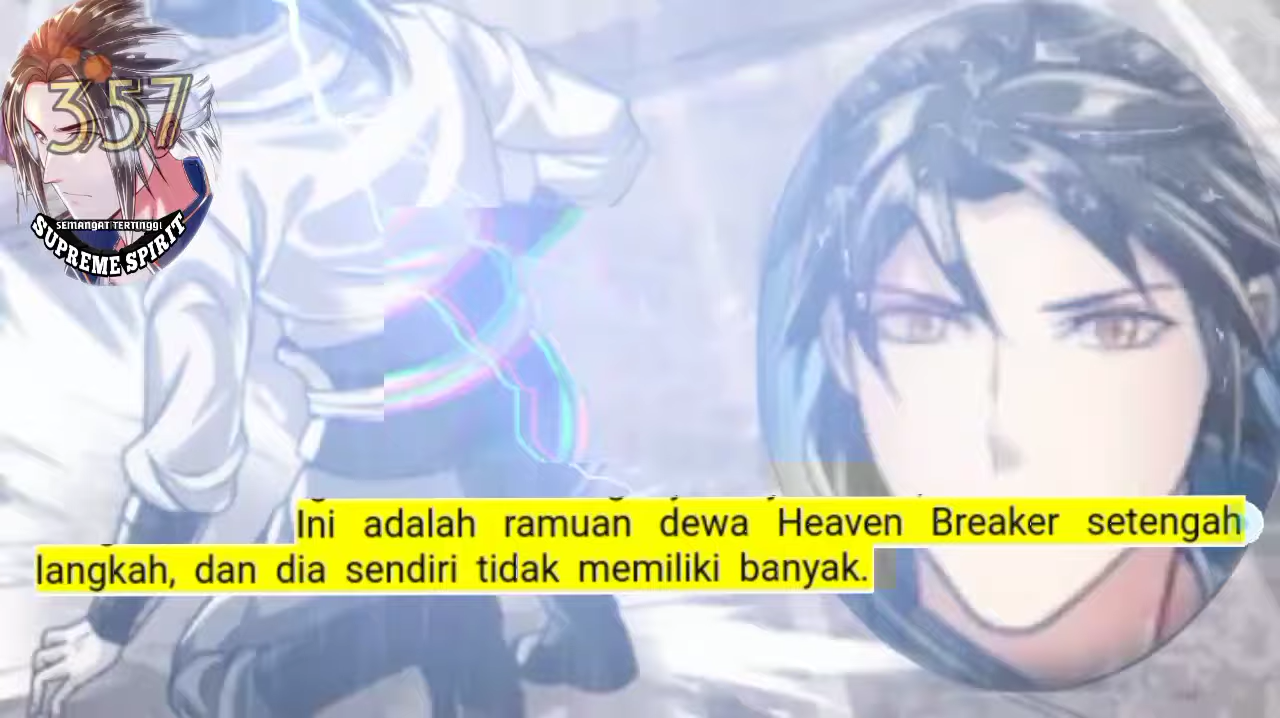 357
SEMANGAT TERTINGGI
SUPREME SPIRIT
Ini adalah ramuan dewa Heaven Breaker setengah
langkah, dan dia sendiri tidak memiliki banyak.